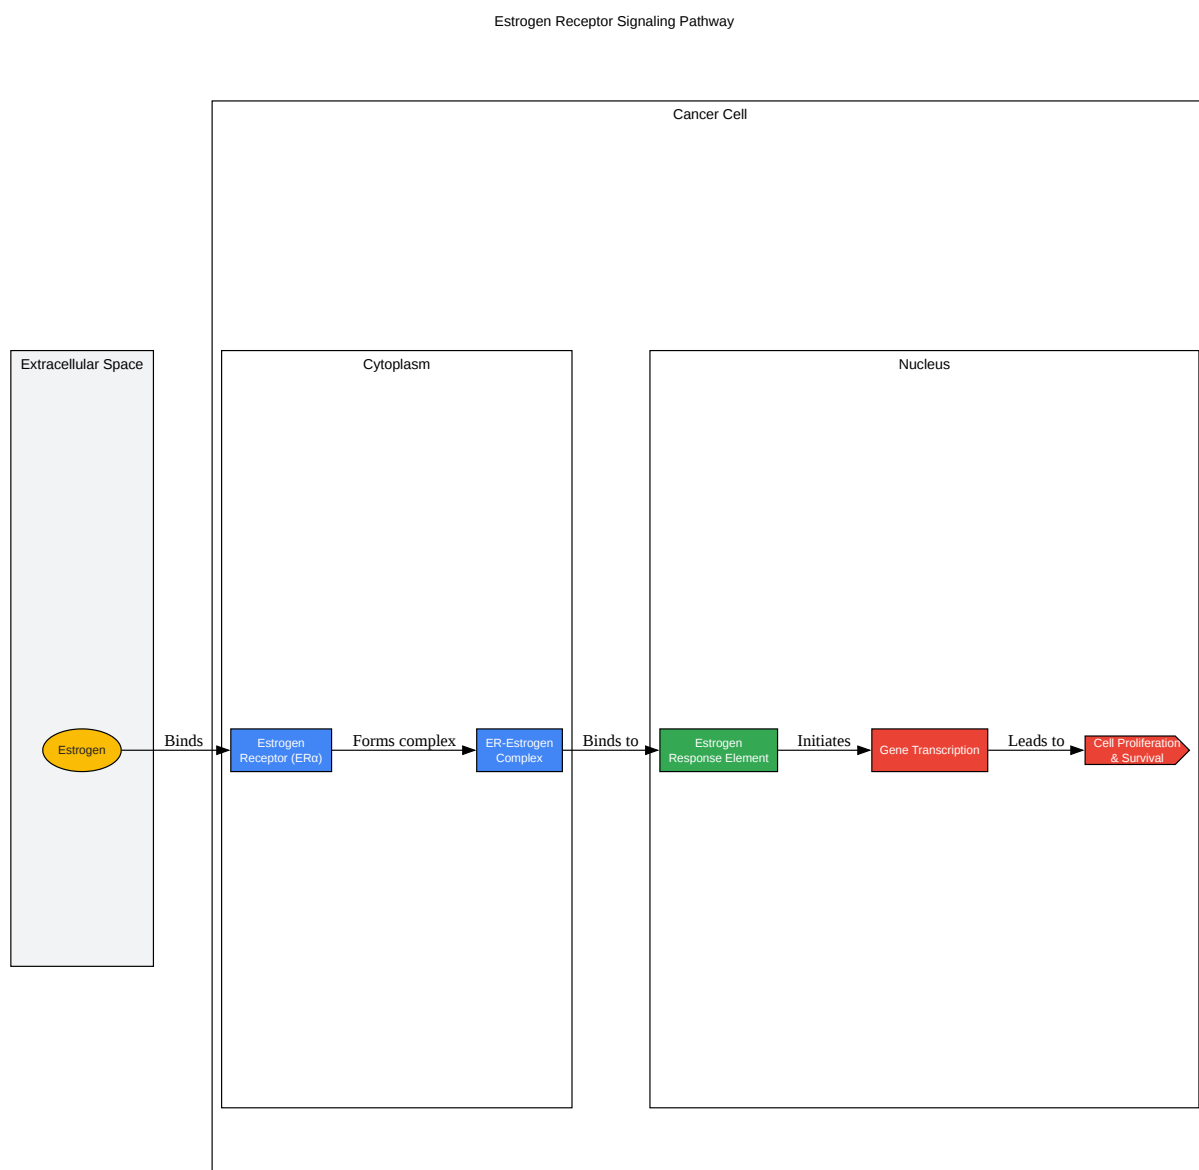 Estrogen Receptor Signaling Pathway
Cancer Cell
Extracellular Space
Cytoplasm
Nucleus
Estrogen
Binds
Estrogen
Receptor (ERα)
Forms complex
ER-Estrogen
Complex
Binds to
Estrogen
Response Element
Initiates
Gene Transcription
Leads to
Cell Proliferation
& Survival